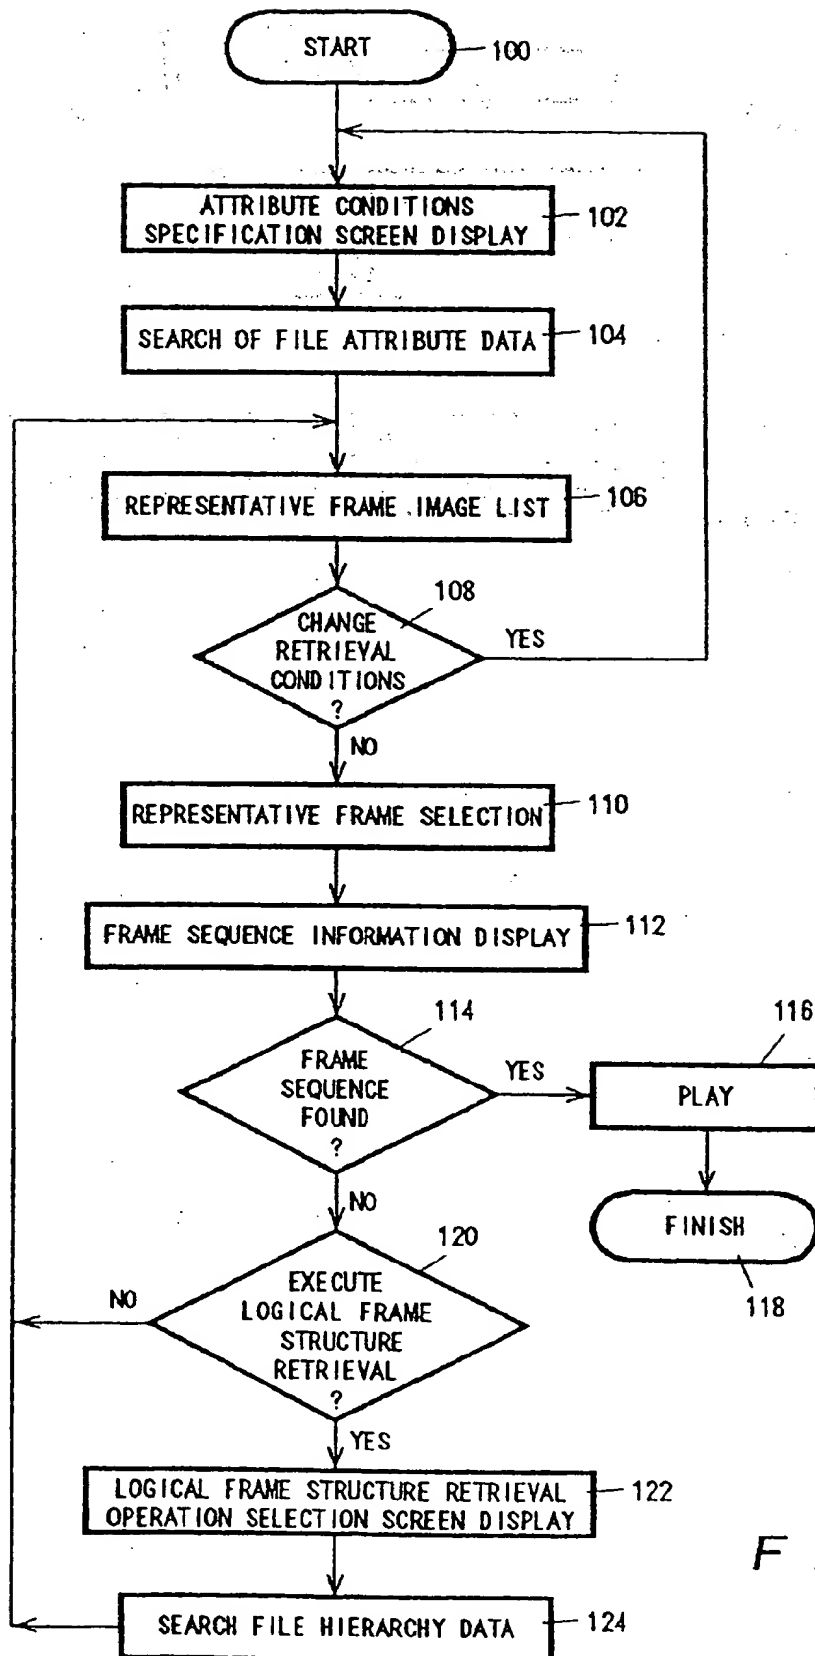 START
100
ATTRIBUTE CONDITIONS
SPECIFICATION SCREEN DISPLAY
102
SEARCH OF FILE ATTRIBUTE DATA
104
REPRESENTATIVE FRAME IMAGE LIST
106
108
CHANGE
RETRIEVAL
CONDITIONS
?
YES
NO
REPRESENTATIVE FRAME SELECTION
110
FRAME SEQUENCE INFORMATION DISPLAY
112
114
FRAME
SEQUENCE
FOUND
?
YES
116
PLAY
NO
FINISH
118
120
EXECUTE
LOGICAL FRAME
STRUCTURE
RETRIEVAL
?
NO
YES
LOGICAL FRAME STRUCTURE RETRIEVAL
OPERATION SELECTION SCREEN DISPLAY
122
F
SEARCH FILE HIERARCHY DATA
124